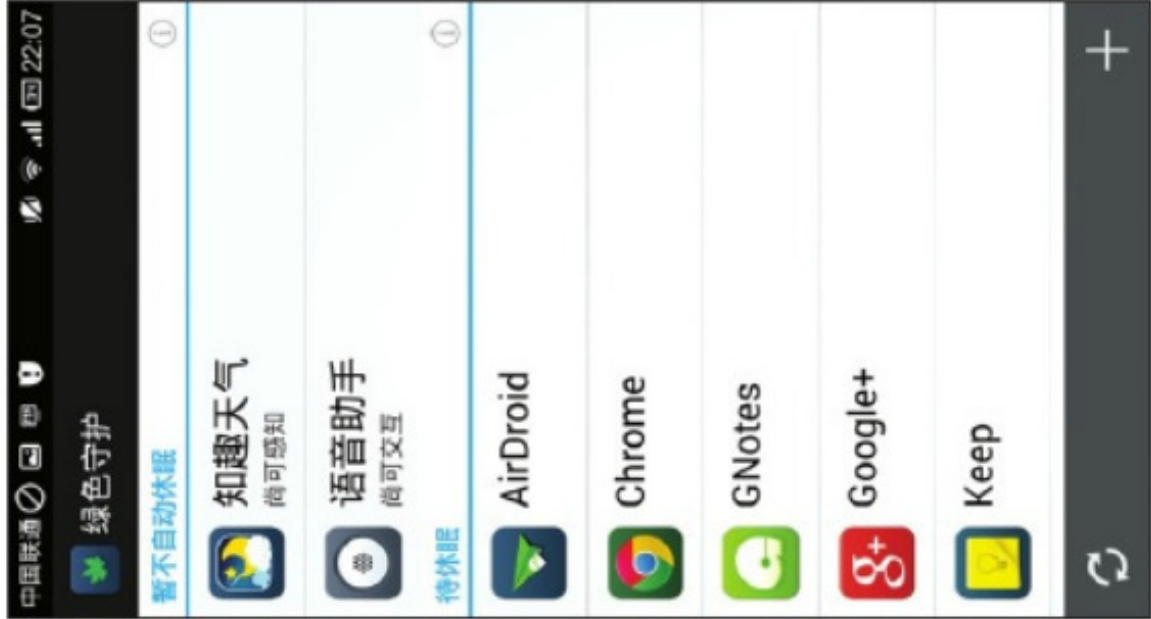 中国联通 22:07
绿色守护
暂不自动休眠
知趣天气
尚可感知
语音助手
尚可交互
待休眠
AirDroid
Chrome
GNotes
Google+
Keep